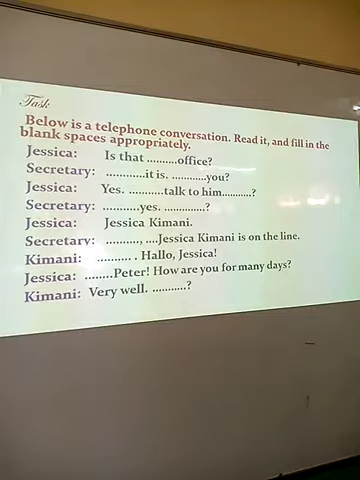 Task
Below is a telephone conversation. Read it, and fill in the
blank spaces appropriately.
Jessica: Is that ..........office?
Secretary: ............it is. ...........you?
Jessica: Yes. ...........talk to him..........?
Secretary: ..........yes. .............?
Jessica: Jessica Kimani.
Secretary: .........., ....Jessica Kimani is on the line.
Kimani: .......... . Hallo, Jessica!
Jessica: ........Peter! How are you for many days?
Kimani: Very well. ...........?